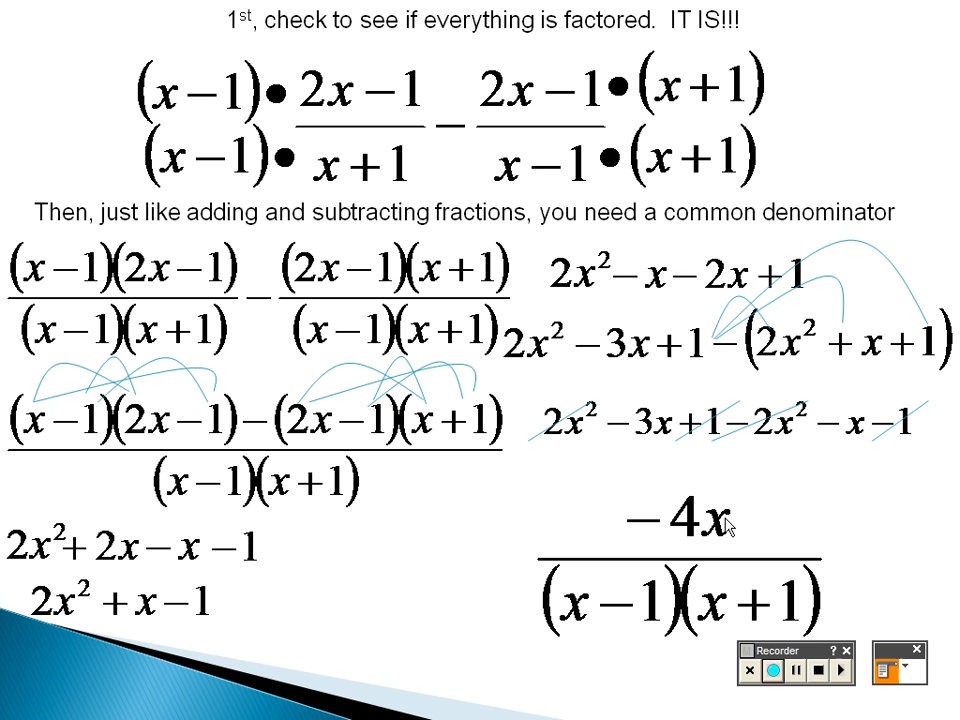 1st, check to see if everything is factored. IT IS!!!
(x−1)• 2x−1 − 2x−1 •(x+1)
(x−1)• x+1 x−1 •(x+1)
Then, just like adding and subtracting fractions, you need a common denominator
(x−1)(2x−1) − (2x−1)(x+1)
(x−1)(x+1) (x−1)(x+1)
(x−1)(2x−1)−(2x−1)(x+1)
(x−1)(x+1)
2x²+2x−x−1
2x²+x−1
2x²−x−2x+1
2x²−3x+1−(2x²+x+1)
2x²−3x+1−2x²−x−1
−4x
(x−1)(x+1)
Recorder ? ×